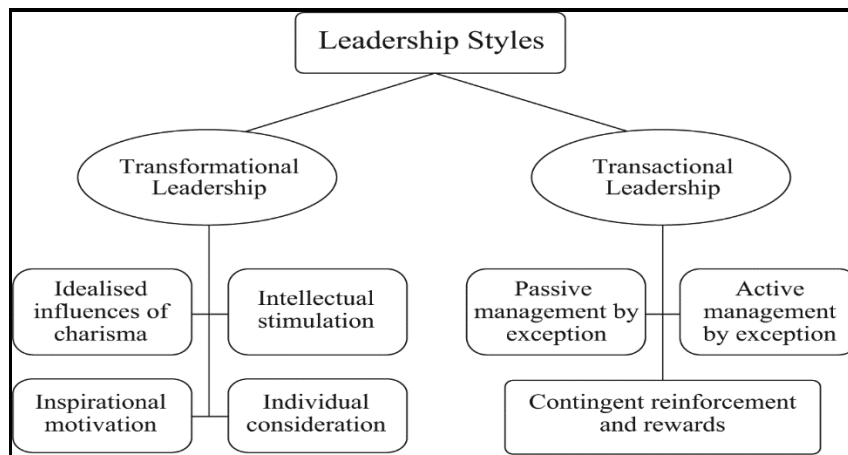 Leadership Styles
Transformational
Leadership
Transactional
Leadership
Idealised
influences of
charisma
Intellectual
stimulation
Passive
management by
exception
Active
management
by exception
Inspirational
motivation
Individual
consideration
Contingent reinforcement
and rewards